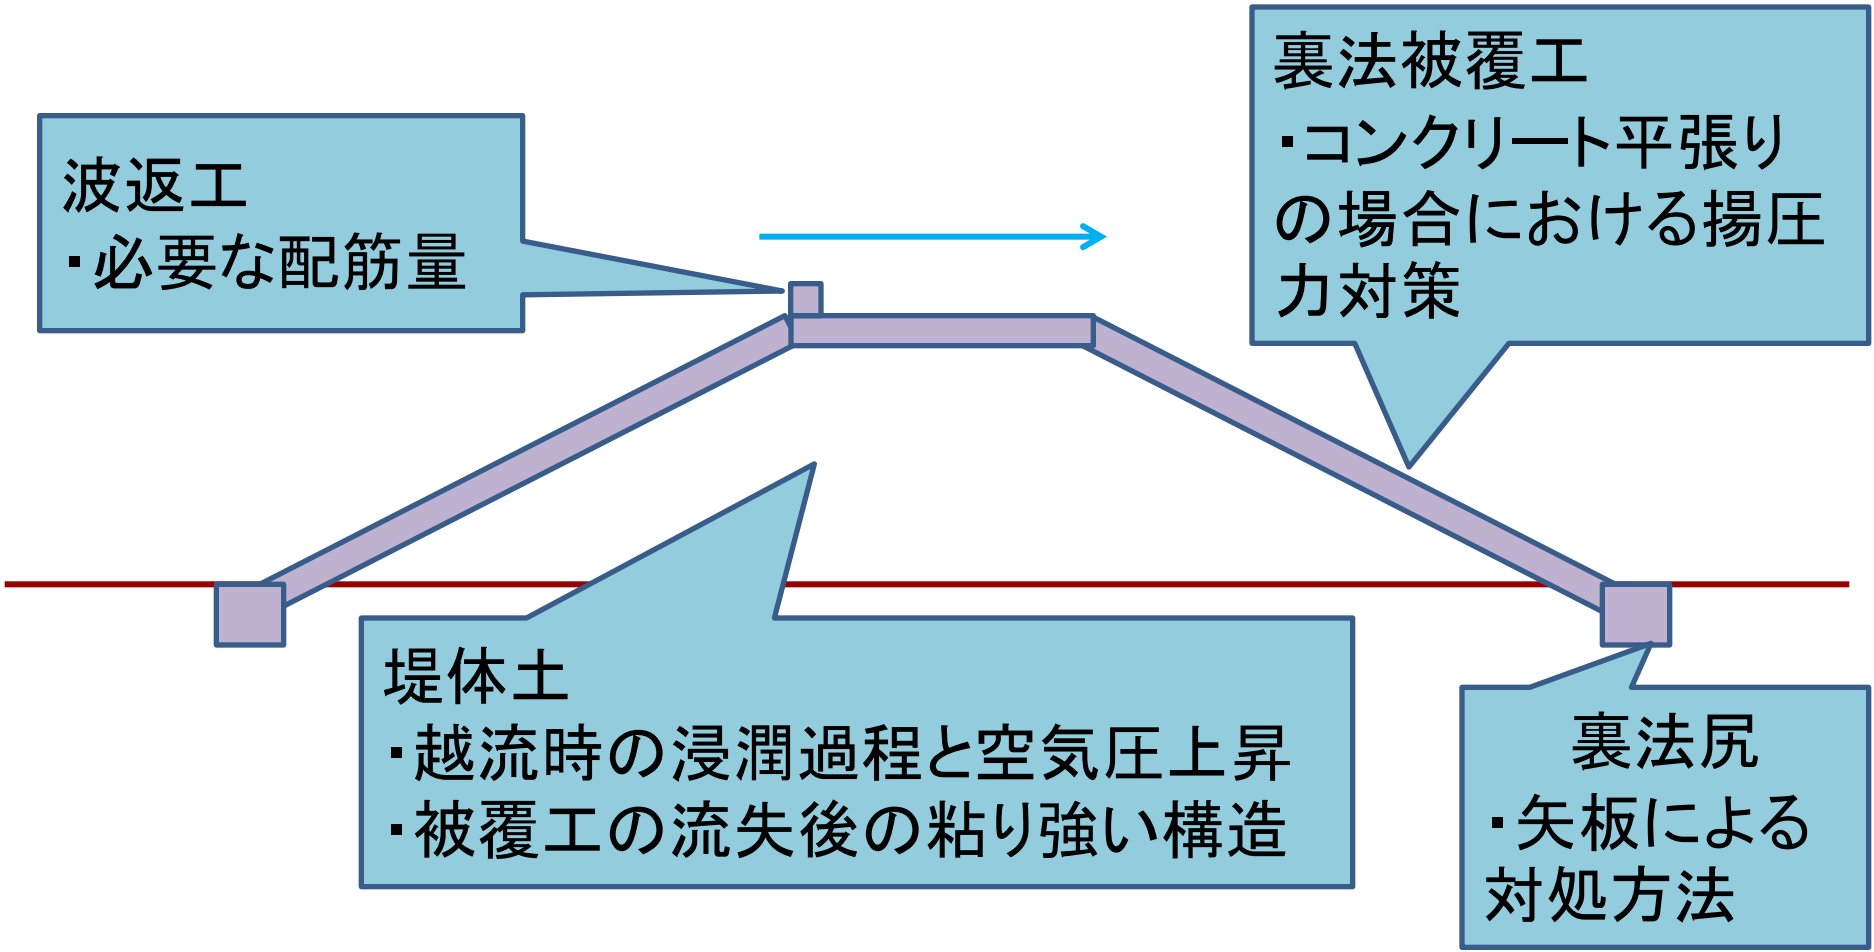 波返工
・必要な配筋量
裏法被覆工
・コンクリート平張り
の場合における揚圧
力対策
堤体土
・越流時の浸潤過程と空気圧上昇
・被覆工の流失後の粘り強い構造
裏法尻
・矢板による
対処方法